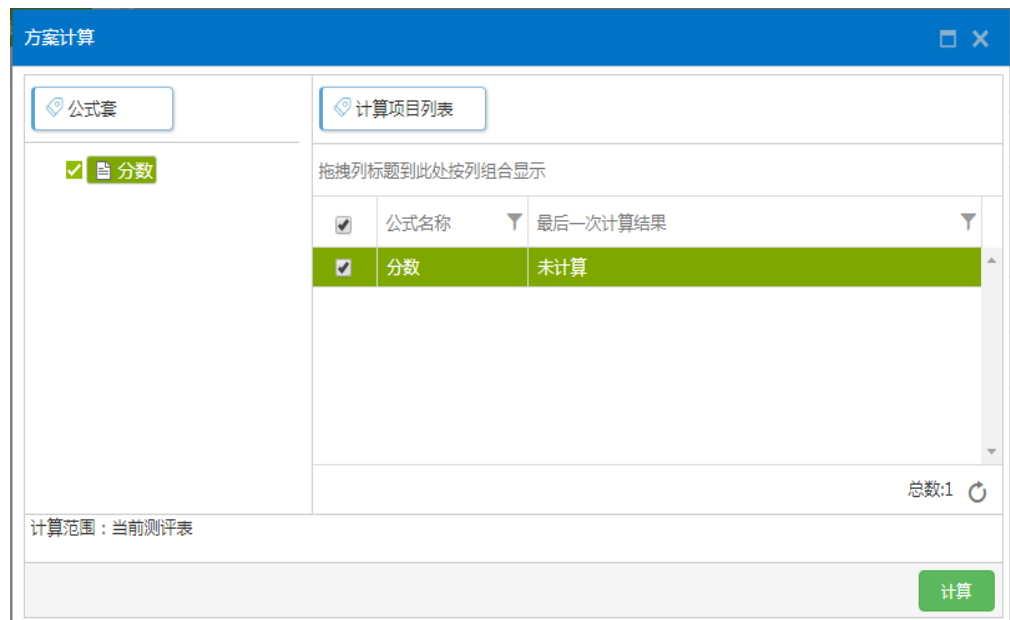 方案计算
公式套
计算项目列表
分数
拖拽列标题到此处按列组合显示
公式名称 最后一次计算结果
分数 未计算
总数:1
计算范围：当前测评表
计算